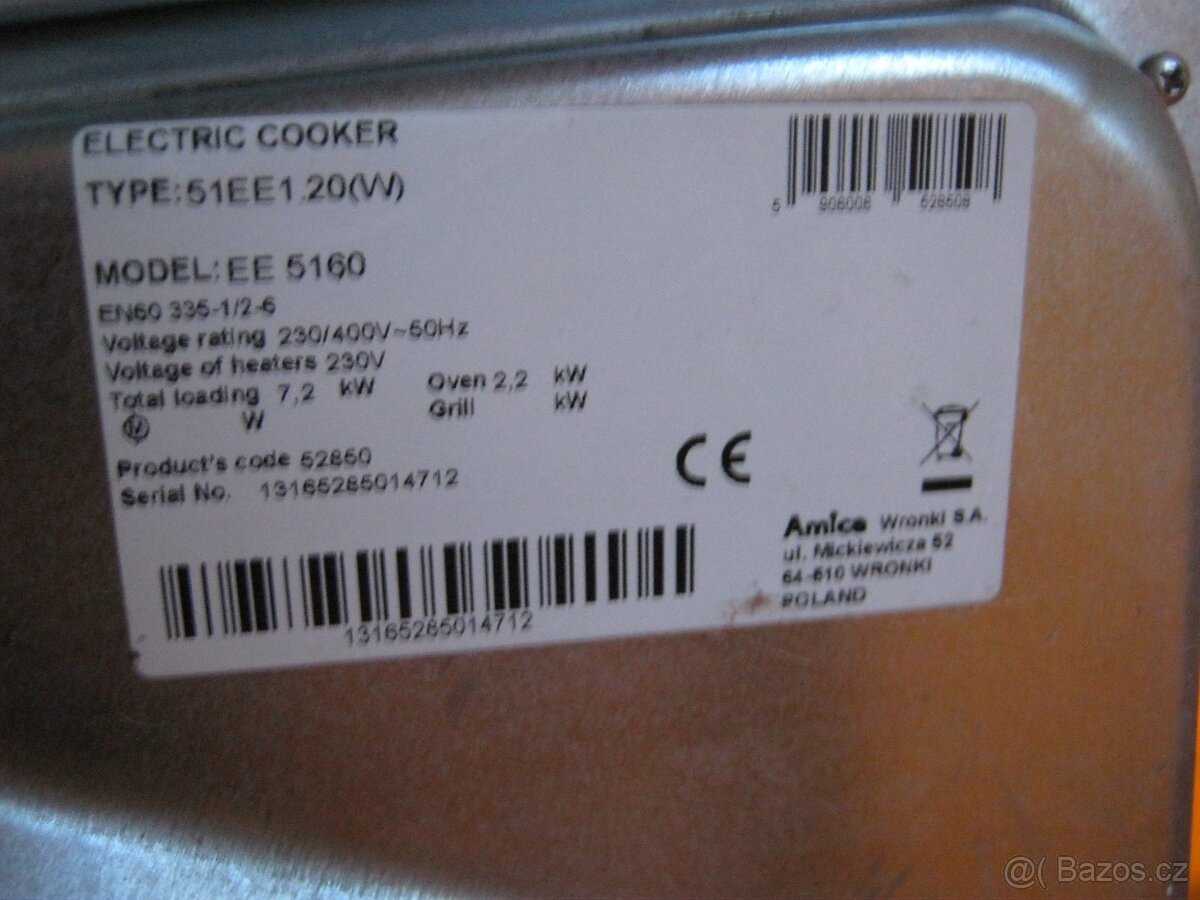 ELECTRIC COOKER
TYPE: 51EE1.20(W)
MODEL: EE 5160
EN60 335-1/2-6
Voltage rating 230/400V~50Hz
Voltage of heaters 230V
Total loading 7,2 kW Oven 2,2 kW
W Grill kW
Product's code 52850
Serial No. 13165285014712
13165285014712
5 906006 528508
CE
Amica Wronki S.A.
ul. Mickiewicza 52
64-510 WRONKI
POLAND
@( Bazos.cz